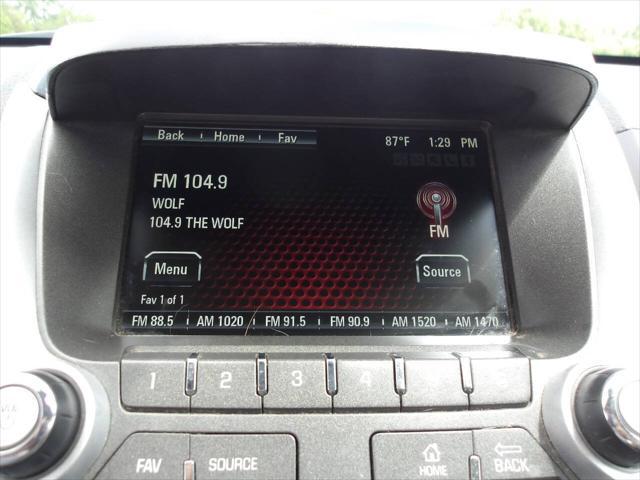 Back Home Fav 87°F 1:29 PM
FM 104.9
WOLF
104.9 THE WOLF
FM
Menu Source
Fav 1 of 1
FM 88.5 AM 1020 FM 91.5 FM 90.9 AM 1520 AM 1470
1 2 3 4
FAV SOURCE HOME BACK